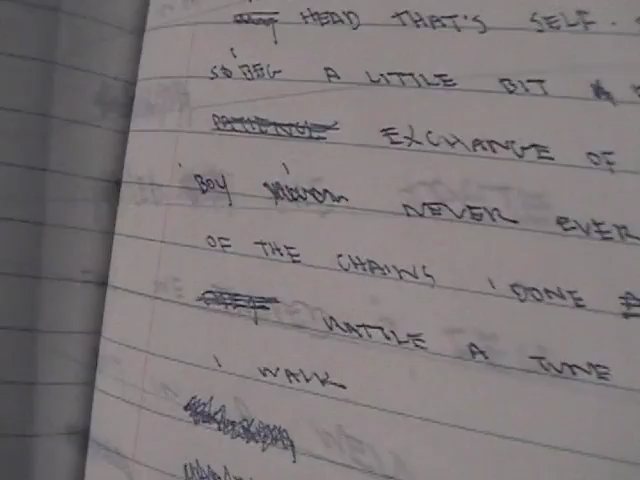 HEAD THAT'S SELF.
SO BEG A LITTLE BIT
PATIENCE EXCHANGE OF
BOY NEVER EVER
OF THE CHAINS I DONE
RATTLE A TUNE
I WALK